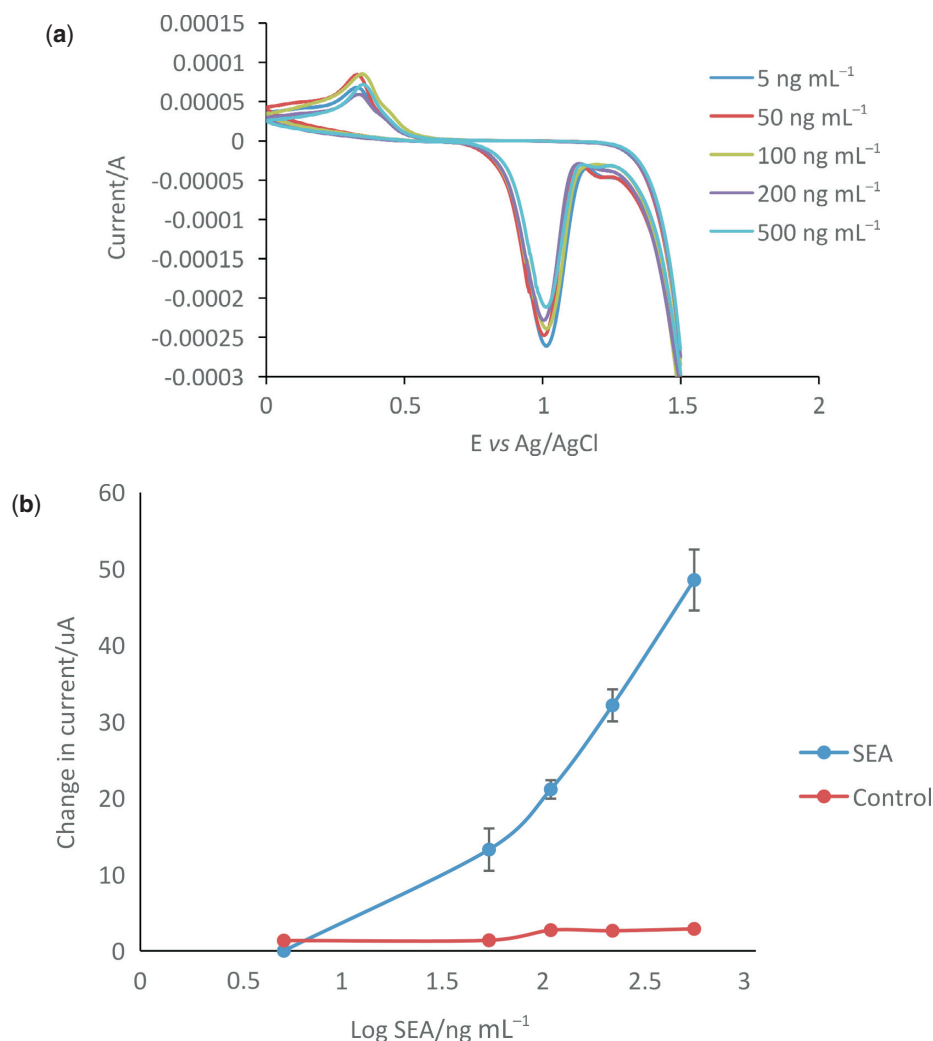 (a)
0.00015
0.0001
0.00005
0
-0.00005
-0.0001
-0.00015
-0.0002
-0.00025
-0.0003
Current/A
0 0.5 1 1.5 2
E vs Ag/AgCl
5 ng mL⁻¹
50 ng mL⁻¹
100 ng mL⁻¹
200 ng mL⁻¹
500 ng mL⁻¹
(b)
60
50
40
30
20
10
0
Change in current/uA
0 0.5 1 1.5 2 2.5 3
Log SEA/ng mL⁻¹
SEA
Control